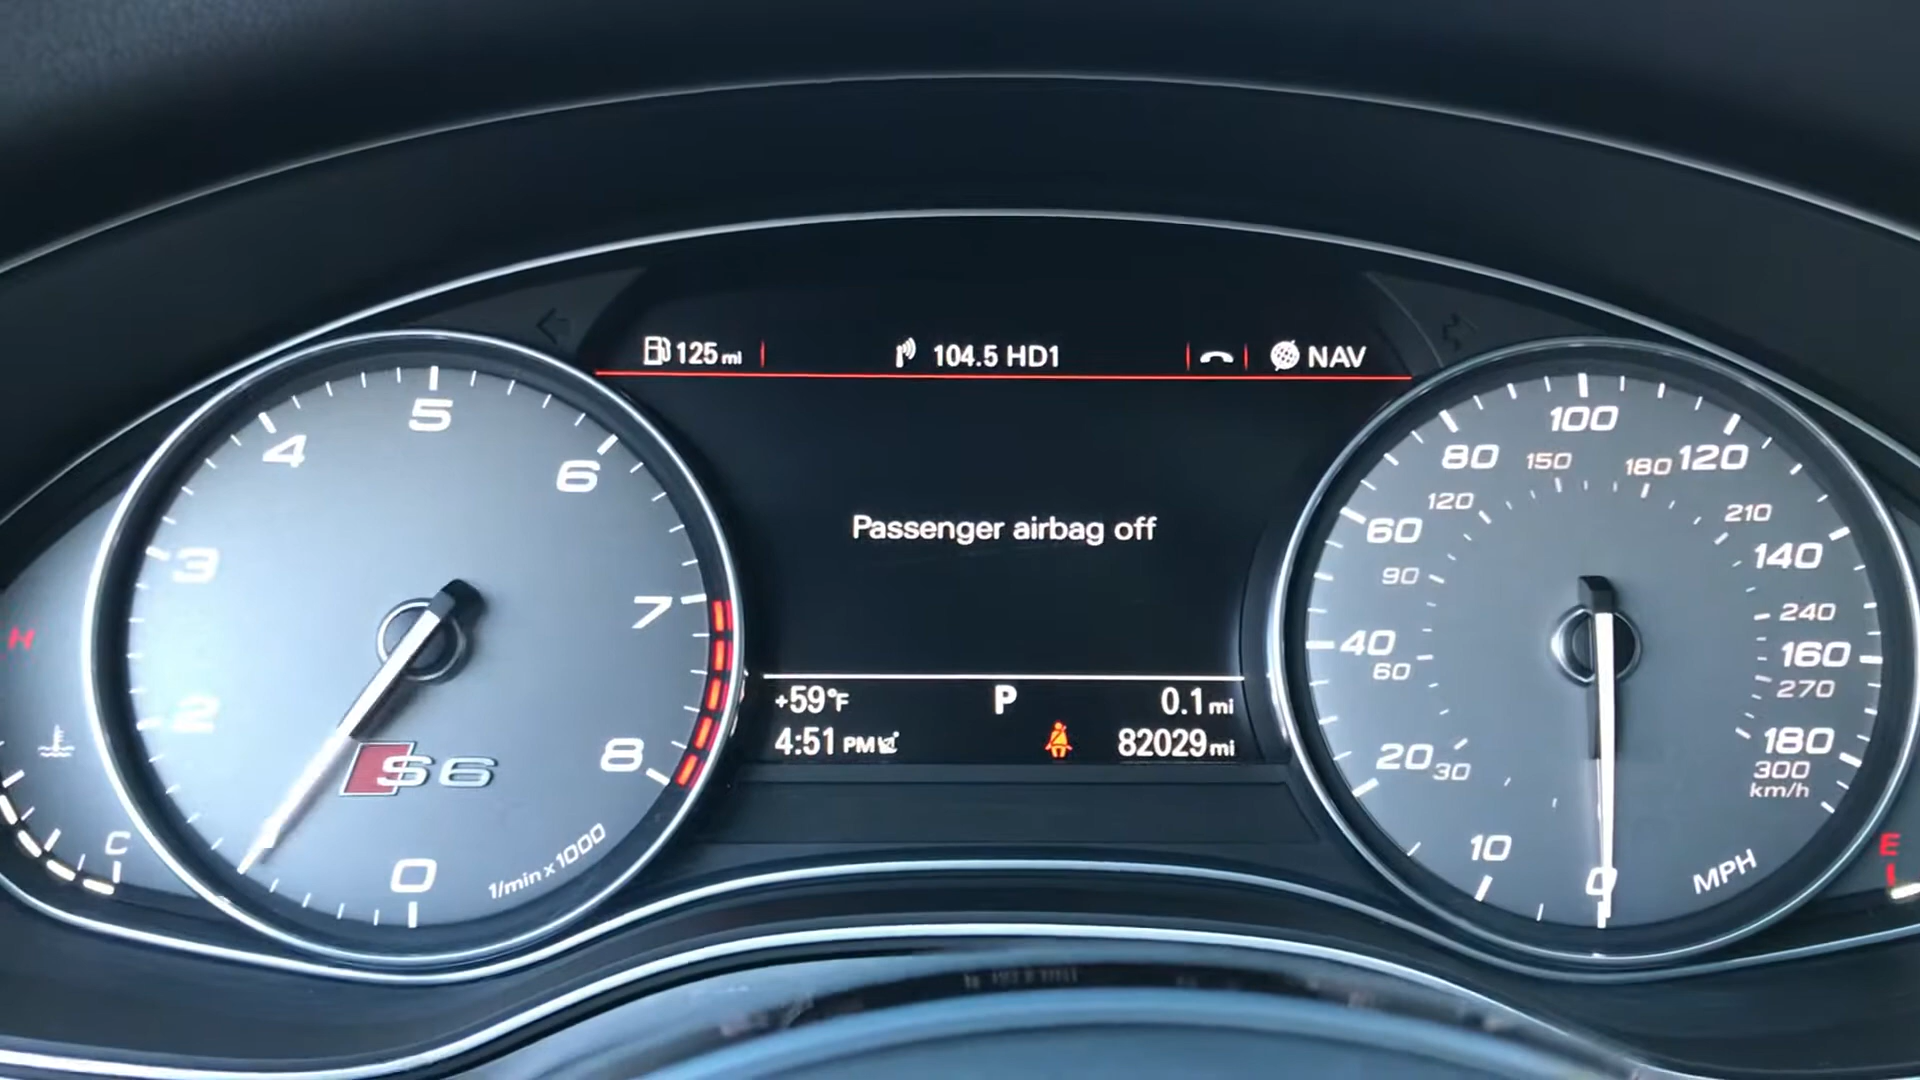 125 mi
104.5 HD1
NAV
0
2
3
4
5
6
7
8
S6
1/min x 1000
H
C
Passenger airbag off
+59°F
P
0.1 mi
4:51 PM
82029 mi
0
10
20
40
60
80
100
120
140
160
180
MPH
30
60
90
120
150
180
210
240
270
300
km/h
E